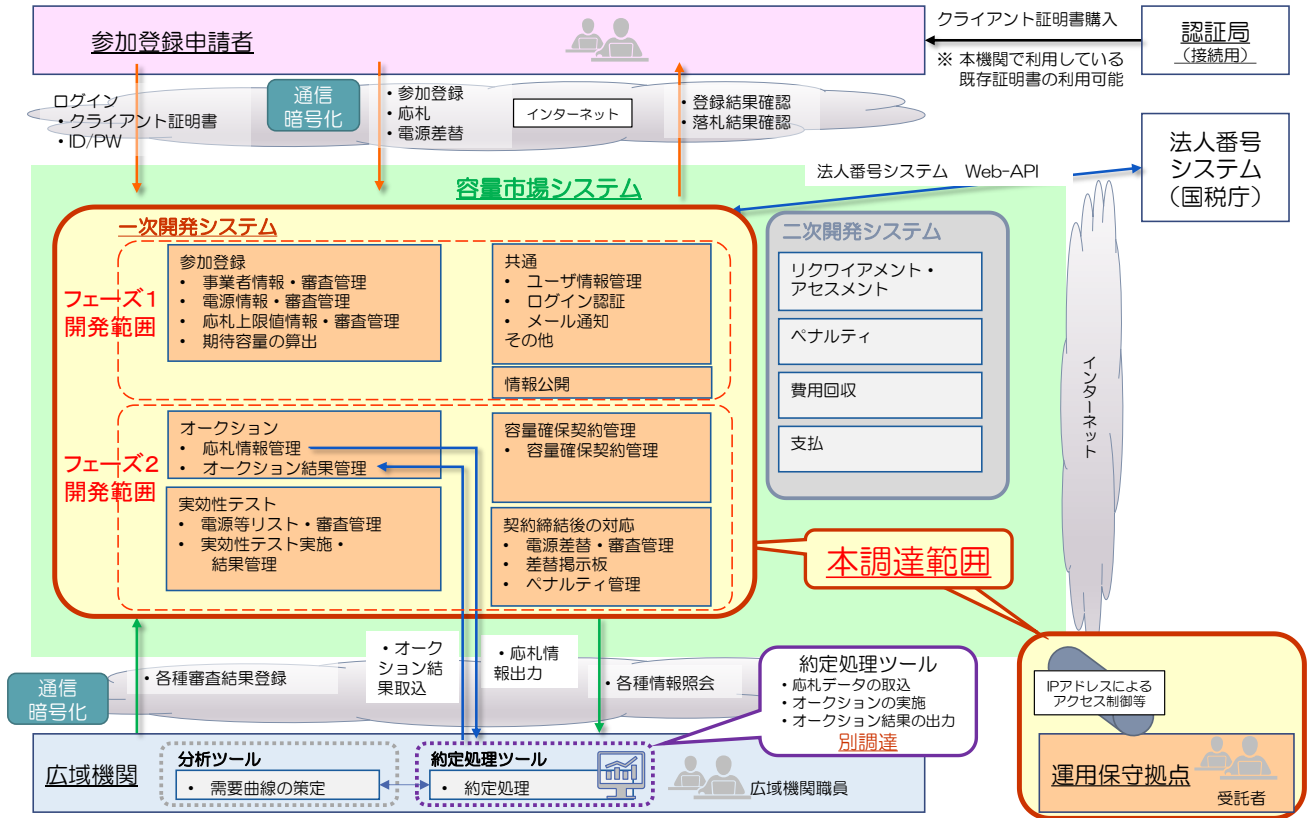 参加登録申請者
クライアント証明書購入
※ 本機関で利用している
既存証明書の利用可能
認証局
(接続用)
ログイン
・クライアント証明書
・ID/PW
通信
暗号化
・参加登録
・応札
・電源差替
インターネット
・登録結果確認
・落札結果確認
法人番号
システム
(国税庁)
法人番号システム Web-API
容量市場システム
一次開発システム
フェーズ1
開発範囲
参加登録
• 事業者情報・審査管理
• 電源情報・審査管理
• 応札上限値情報・審査管理
• 期待容量の算出
共通
• ユーザ情報管理
• ログイン認証
• メール通知
その他
情報公開
フェーズ2
開発範囲
オークション
• 応札情報管理
• オークション結果管理
容量確保契約管理
• 容量確保契約管理
実効性テスト
• 電源等リスト・審査管理
• 実効性テスト実施・
結果管理
契約締結後の対応
• 電源差替・審査管理
• 差替掲示板
• ペナルティ管理
二次開発システム
リクワイアメント・
アセスメント
ペナルティ
費用回収
支払
インターネット
本調達範囲
通信
暗号化
・各種審査結果登録
・オーク
ション結
果取込
・応札情
報出力
・各種情報照会
約定処理ツール
・応札データの取込
・オークションの実施
・オークション結果の出力
別調達
IPアドレスによる
アクセス制御等
運用保守拠点
受託者
広域機関
分析ツール
• 需要曲線の策定
約定処理ツール
• 約定処理
広域機関職員